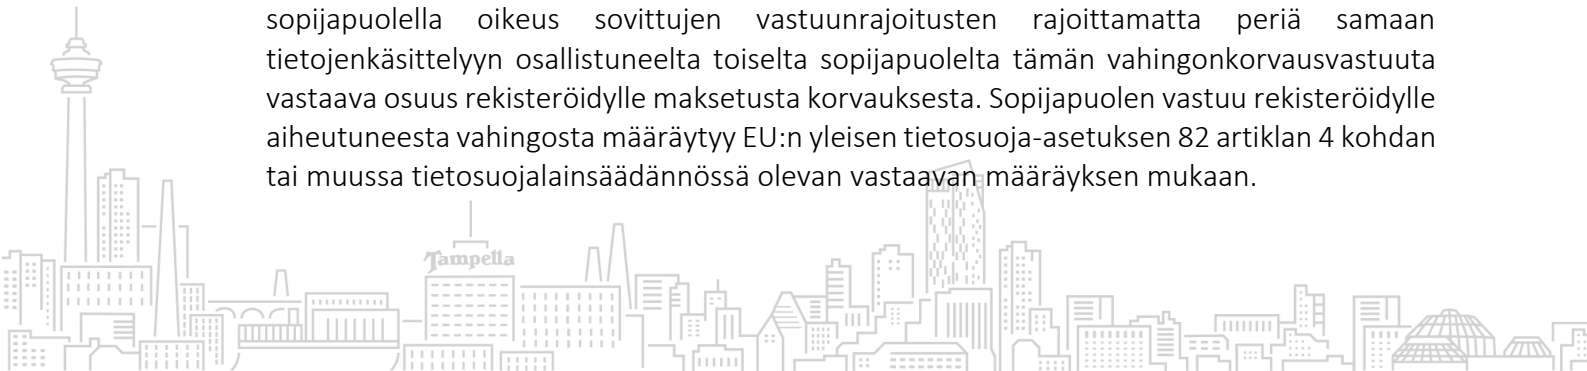 sopijapuolella oikeus sovittujen vastuunrajoitusten rajoittamatta periä samaan
tietojenkäsittelyyn osallistuneelta toiselta sopijapuolelta tämän vahingonkorvausvastuuta
vastaava osuus rekisteröidylle maksetusta korvauksesta. Sopijapuolen vastuu rekisteröidylle
aiheutuneesta vahingosta määräytyy EU:n yleisen tietosuoja-asetuksen 82 artiklan 4 kohdan
tai muussa tietosuojalainsäädännössä olevan vastaavan määräyksen mukaan.
Tampella